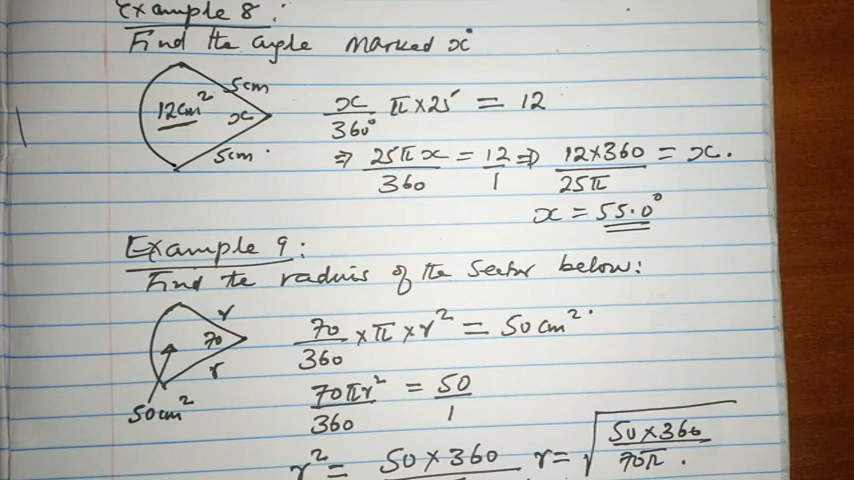 Example 8:
Find the angle marked x°
5cm
12cm² x
5cm.
x/360° π×25 = 12
⇒ 25πx/360 = 12/1 ⇒ 12×360/25π = x.
x = 55.0°
Example 9:
Find the radius of the sector below:
r
70
r
50cm²
70/360 × π × r² = 50cm².
70πr²/360 = 50/1
r² = 50×360 r = √(50×360/70π).